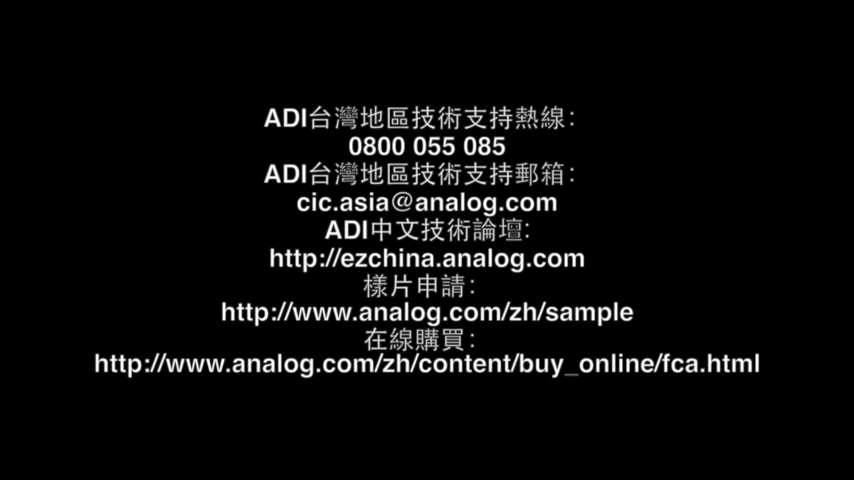 ADI台灣地區技術支持熱線：
0800 055 085
ADI台灣地區技術支持郵箱：
cic.asia@analog.com
ADI中文技術論壇:
http://ezchina.analog.com
樣片申請：
http://www.analog.com/zh/sample
在線購買：
http://www.analog.com/zh/content/buy_online/fca.html